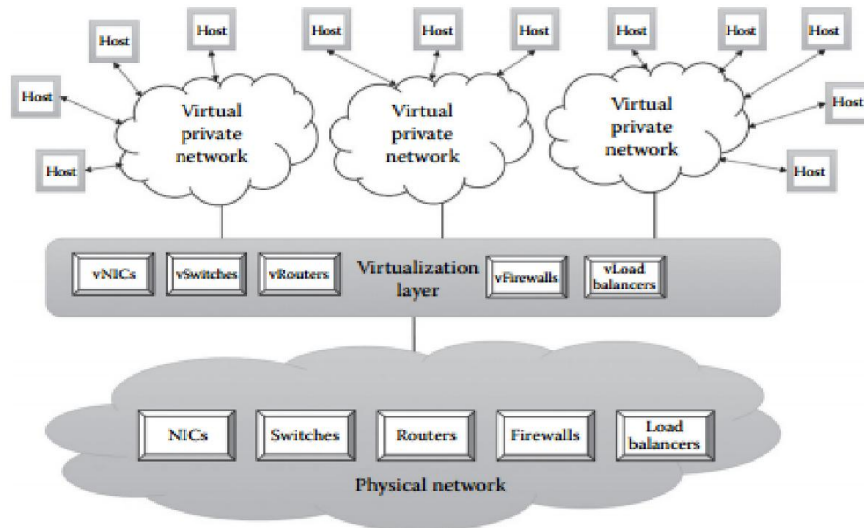 Host
Host
Host
Host
Host
Host
Host
Host
Host
Host
Host
Host
Host
Virtual
private
network
Virtual
private
network
Virtual
private
network
vNICs
vSwitches
vRouters
Virtualization
layer
vFirewalls
vLoad
balancers
NICs
Switches
Routers
Firewalls
Load
balancers
Physical network